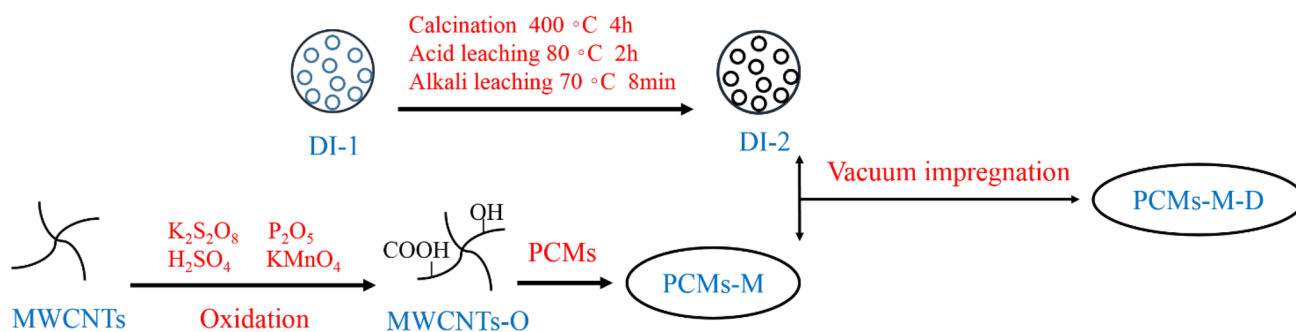 Calcination 400 °C 4h
Acid leaching 80 °C 2h
Alkali leaching 70 °C 8min
DI-1
DI-2
Vacuum impregnation
PCMs-M-D
K₂S₂O₈ P₂O₅
H₂SO₄ KMnO₄
Oxidation
MWCNTs
OH
COOH
MWCNTs-O
PCMs
PCMs-M